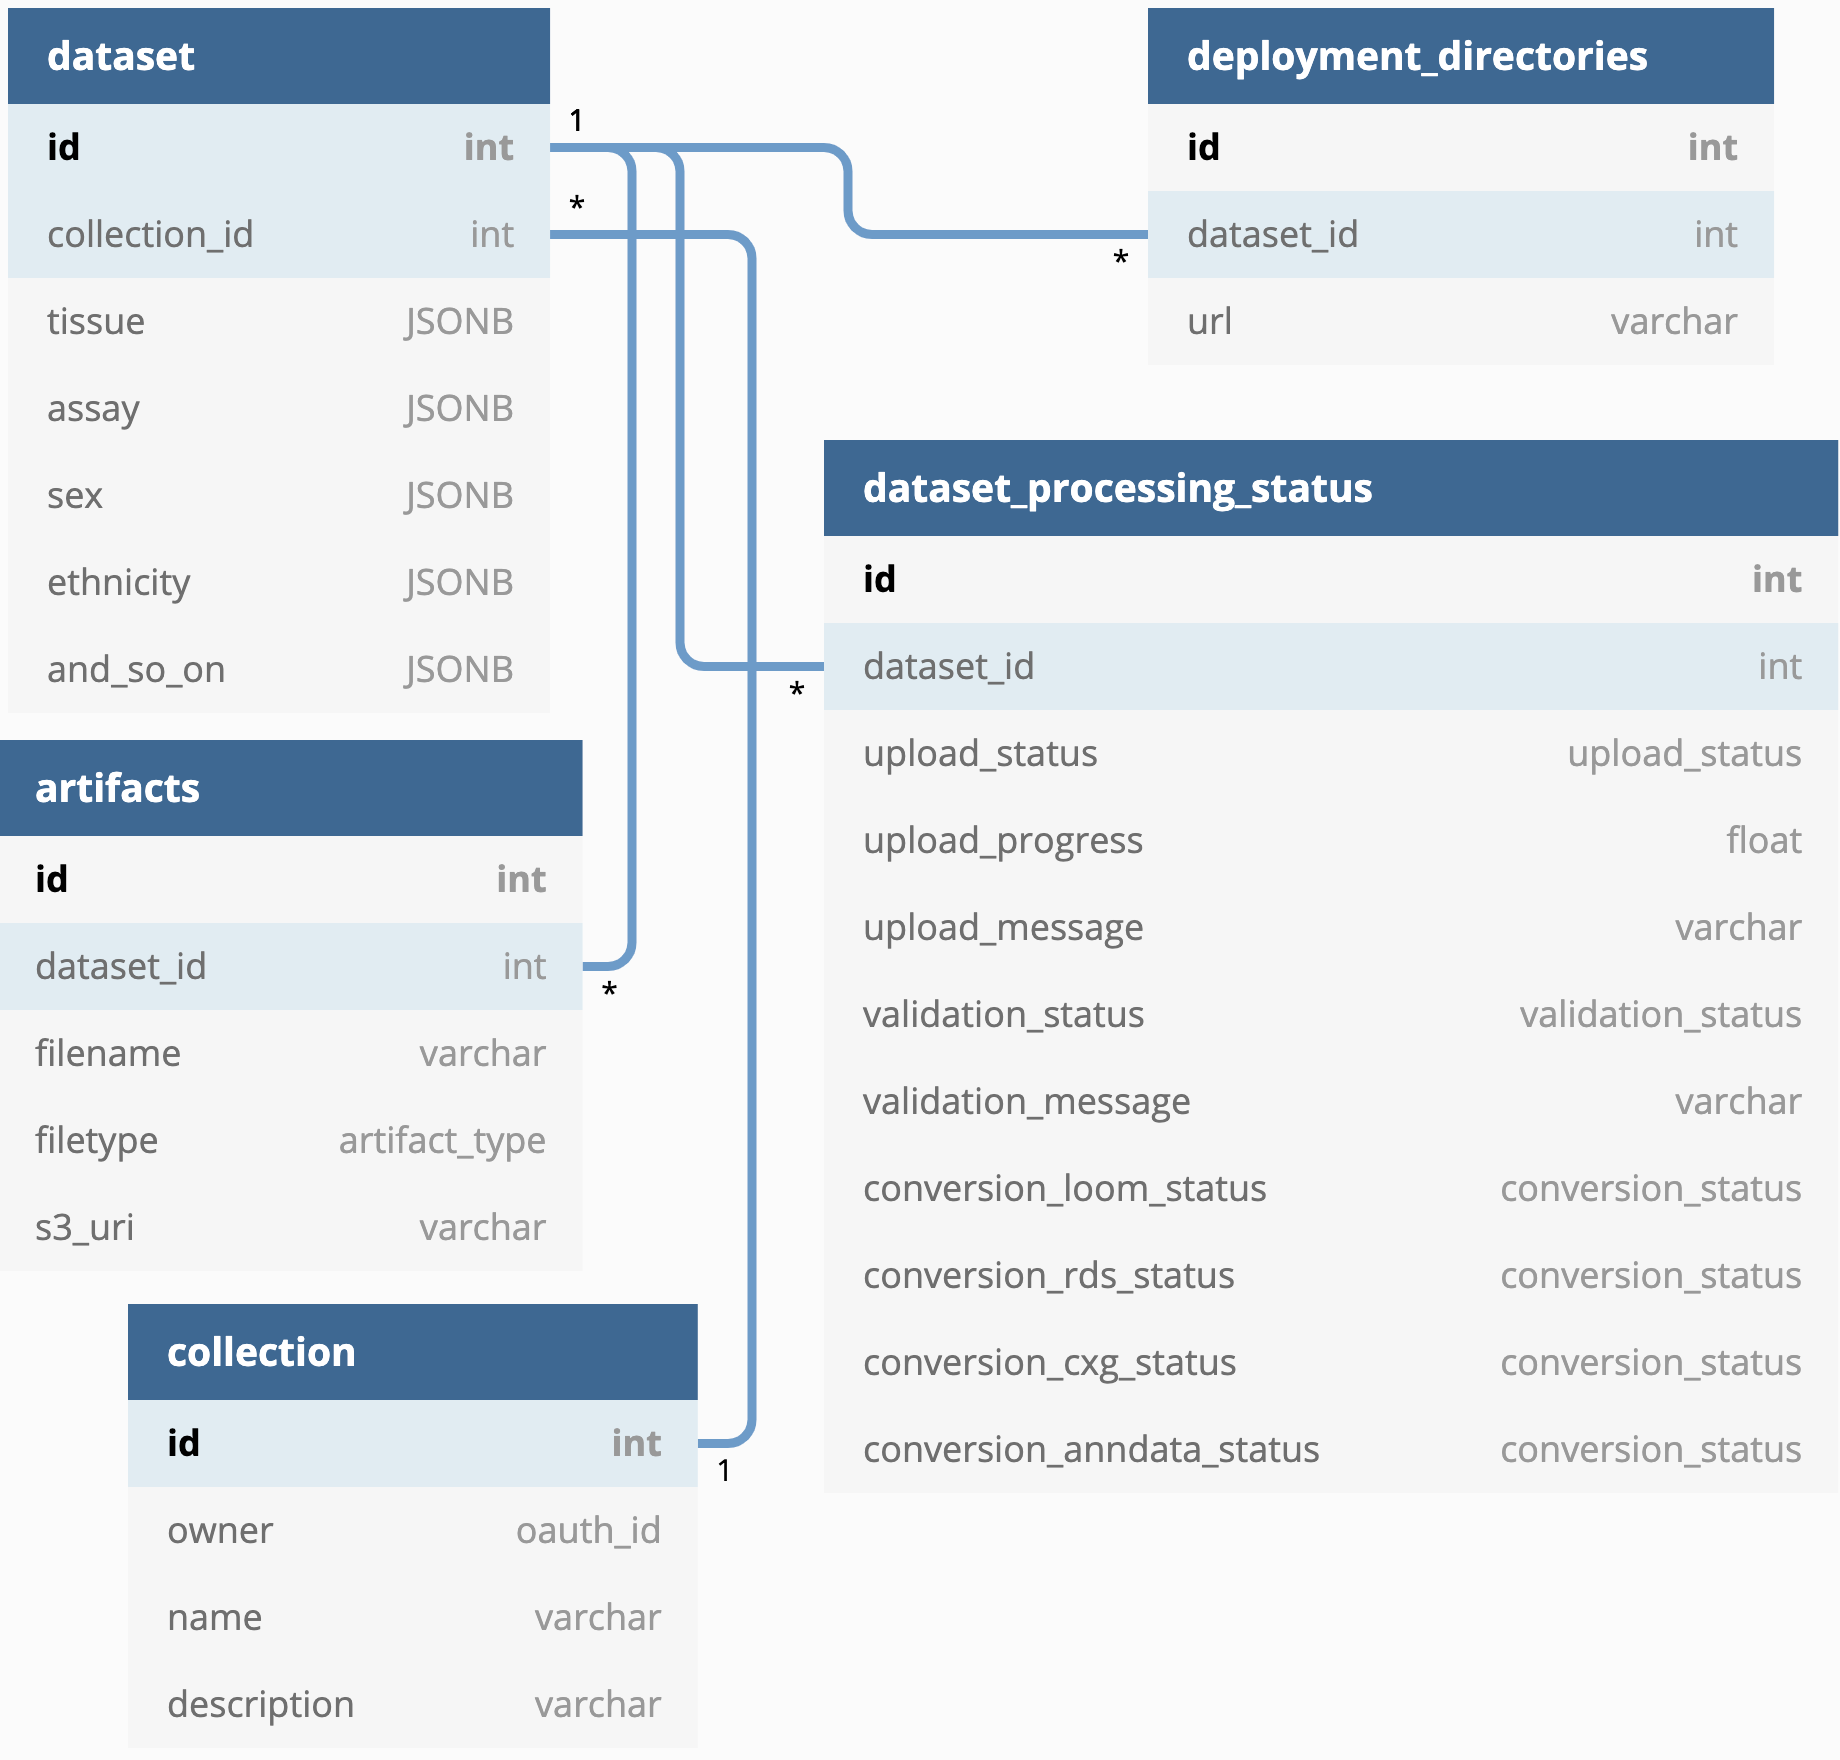 dataset
id int
1
collection_id int
*
tissue JSONB
assay JSONB
sex JSONB
ethnicity JSONB
and_so_on JSONB
deployment_directories
id int
dataset_id int
*
url varchar
dataset_processing_status
id int
dataset_id int
*
upload_status upload_status
upload_progress float
upload_message varchar
validation_status validation_status
validation_message varchar
conversion_loom_status conversion_status
conversion_rds_status conversion_status
conversion_cxg_status conversion_status
conversion_anndata_status conversion_status
artifacts
id int
dataset_id int
*
filename varchar
filetype artifact_type
s3_uri varchar
collection
id int
1
owner oauth_id
name varchar
description varchar